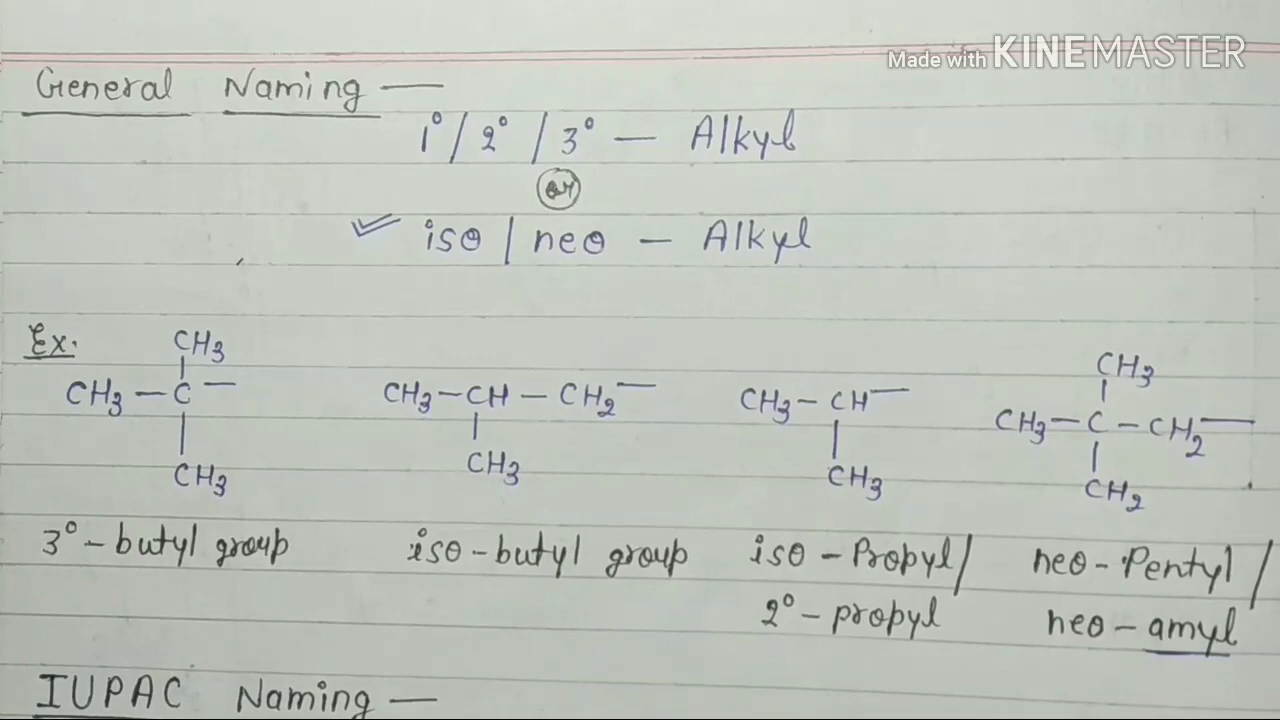 Made with KINEMASTER
General Naming —
1° / 2° / 3° — Alkyl
or
✓ iso / neo — Alkyl
Ex.
CH3 CH3
CH3 — C — CH3 — CH — CH2 — CH3 — CH — CH3 — C — CH2 —
CH3 CH3 CH3 CH2
3° - butyl group iso - butyl group iso - Propyl / neo - Pentyl /
2° - propyl neo - amyl
IUPAC Naming —